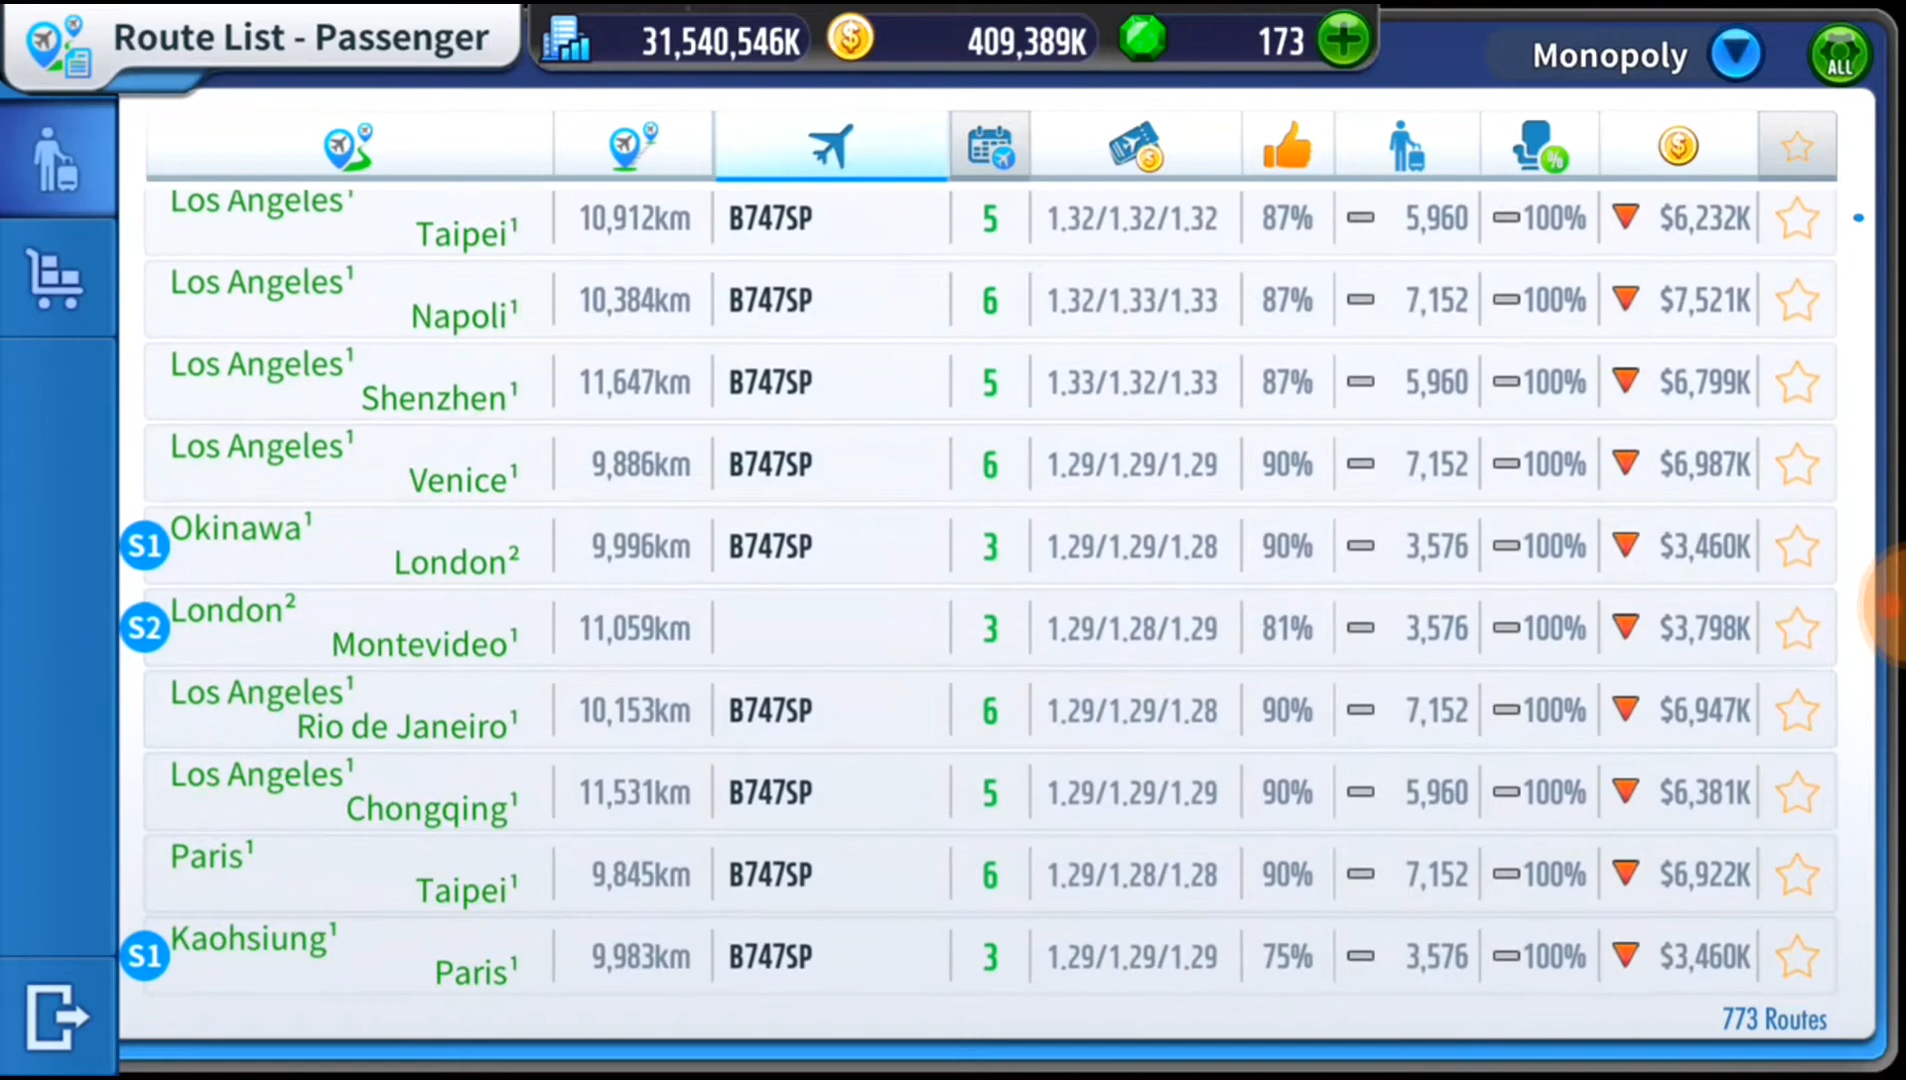 Route List - Passenger
31,540,546K
409,389K
173
Monopoly
ALL
%
Los Angeles¹
Taipei¹
10,912km B747SP 5 1.32/1.32/1.32 87% 5,960 100% $6,232K
Los Angeles¹
Napoli¹
10,384km B747SP 6 1.32/1.33/1.33 87% 7,152 100% $7,521K
Los Angeles¹
Shenzhen¹
11,647km B747SP 5 1.33/1.32/1.33 87% 5,960 100% $6,799K
Los Angeles¹
Venice¹
9,886km B747SP 6 1.29/1.29/1.29 90% 7,152 100% $6,987K
S1
Okinawa¹
London²
9,996km B747SP 3 1.29/1.29/1.28 90% 3,576 100% $3,460K
S2
London²
Montevideo¹
11,059km 3 1.29/1.28/1.29 81% 3,576 100% $3,798K
Los Angeles¹
Rio de Janeiro¹
10,153km B747SP 6 1.29/1.29/1.28 90% 7,152 100% $6,947K
Los Angeles¹
Chongqing¹
11,531km B747SP 5 1.29/1.29/1.29 90% 5,960 100% $6,381K
Paris¹
Taipei¹
9,845km B747SP 6 1.29/1.28/1.28 90% 7,152 100% $6,922K
S1
Kaohsiung¹
Paris¹
9,983km B747SP 3 1.29/1.29/1.29 75% 3,576 100% $3,460K
773 Routes